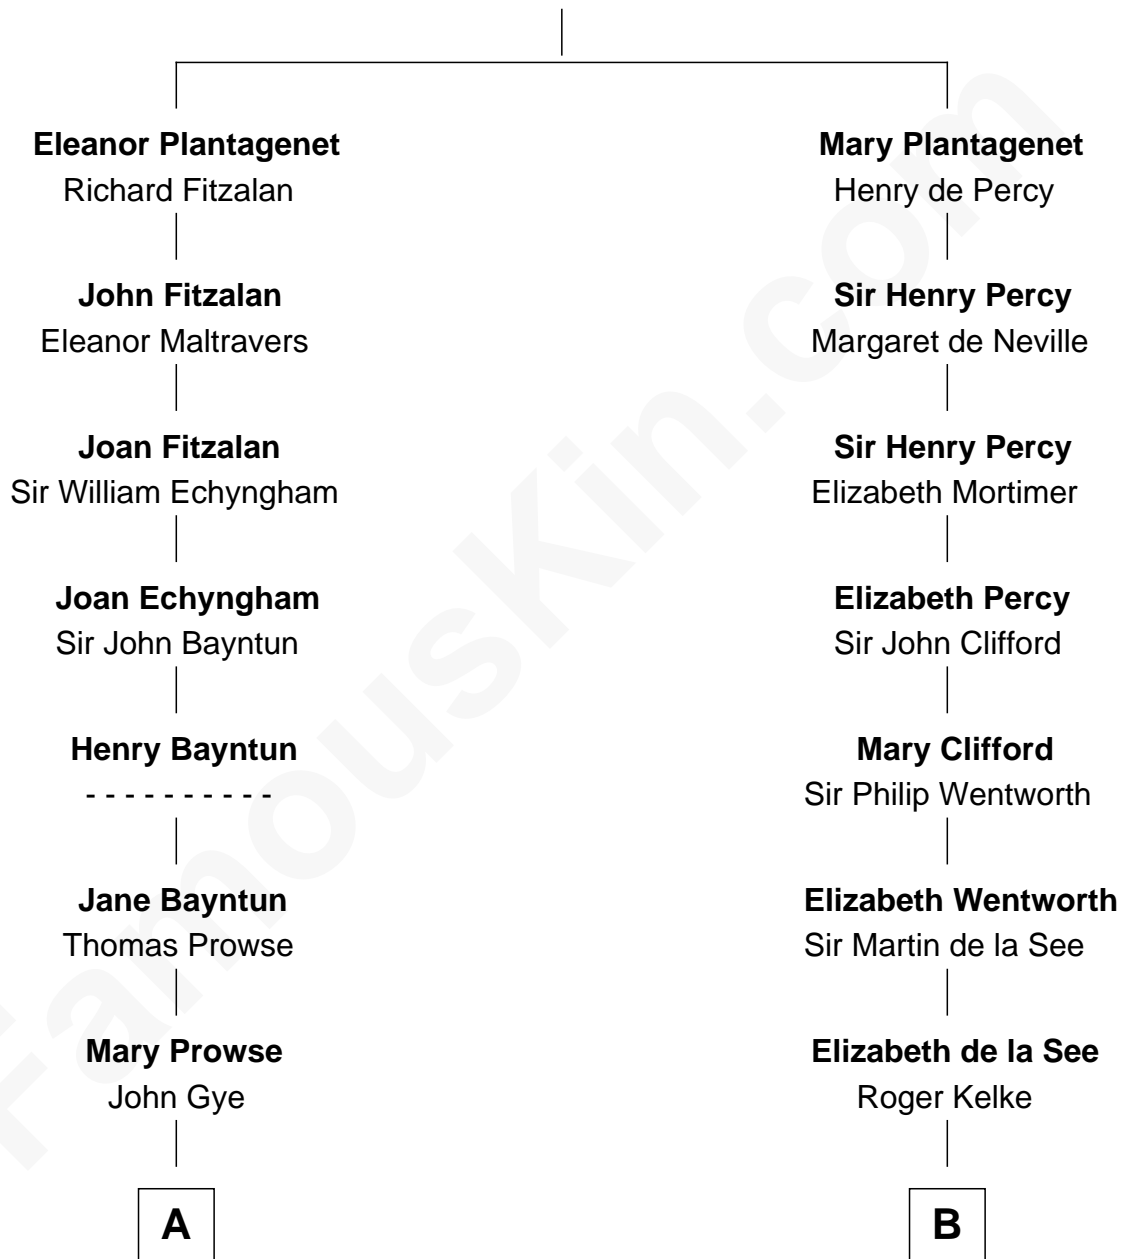 Eleanor Plantagenet
Richard Fitzalan
John Fitzalan
Eleanor Maltravers
Joan Fitzalan
Sir William Echyngham
Joan Echyngham
Sir John Bayntun
Henry Bayntun
- - - - - - - - - -
Jane Bayntun
Thomas Prowse
Mary Prowse
John Gye
A
Mary Plantagenet
Henry de Percy
Sir Henry Percy
Margaret de Neville
Sir Henry Percy
Elizabeth Mortimer
Elizabeth Percy
Sir John Clifford
Mary Clifford
Sir Philip Wentworth
Elizabeth Wentworth
Sir Martin de la See
Elizabeth de la See
Roger Kelke
B
FamousKin.com